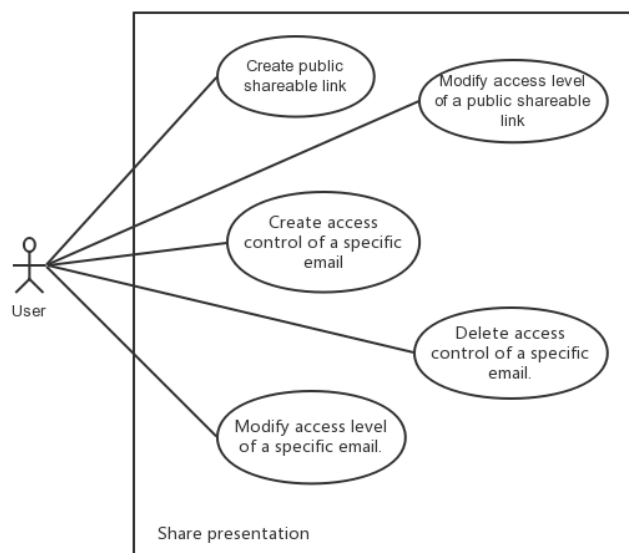 Create public
shareable link
Modify access level
of a public shareable
link
Create access
control of a specific
email
User
Delete access
control of a specific
email.
Modify access level
of a specific email.
Share presentation